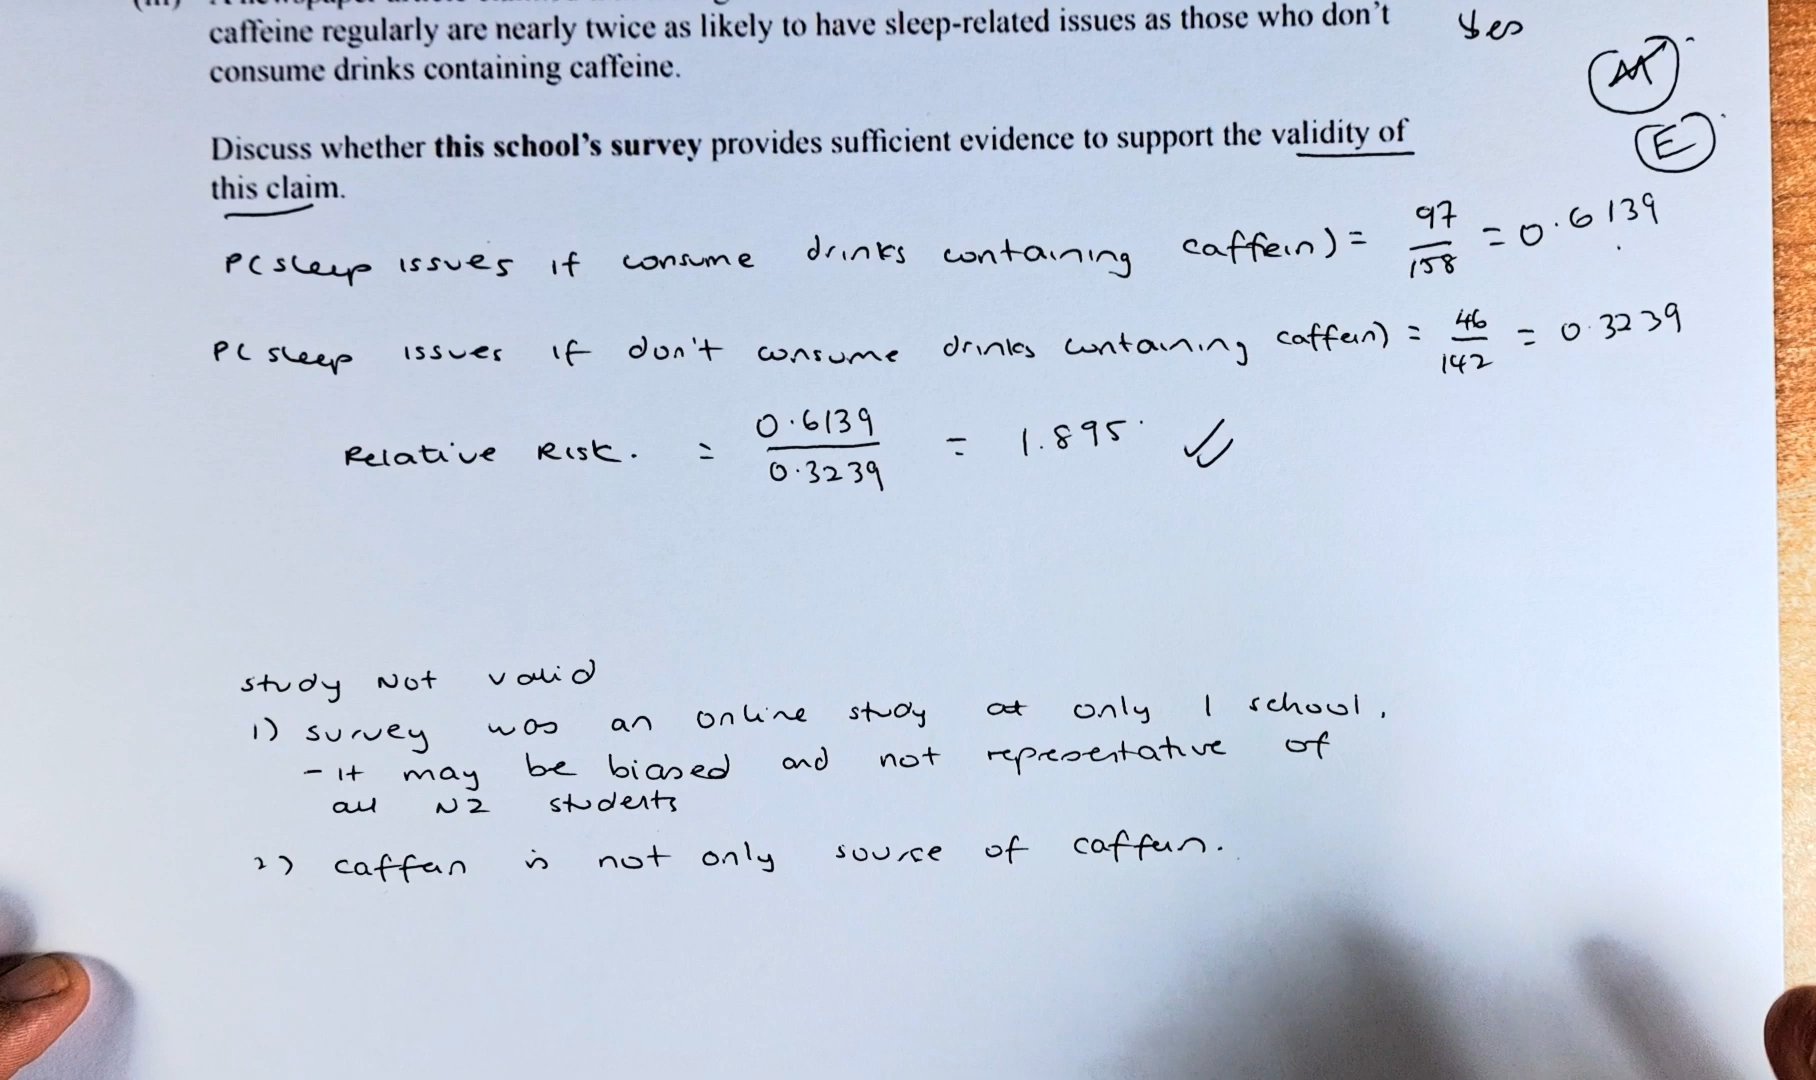 caffeine regularly are nearly twice as likely to have sleep-related issues as those who don't
consume drinks containing caffeine.
Yes
M
E
Discuss whether this school's survey provides sufficient evidence to support the validity of
this claim.
P(sleep issues if consume drinks containing caffein) = 97/158 = 0.6139
P(sleep issues if don't consume drinks containing caffein) = 46/142 = 0.3239
Relative Risk. = 0.6139/0.3239 = 1.895
study Not valid
1) survey was an online study at only 1 school,
- it may be biased and not representative of
all NZ students
2) caffein is not only source of caffein.